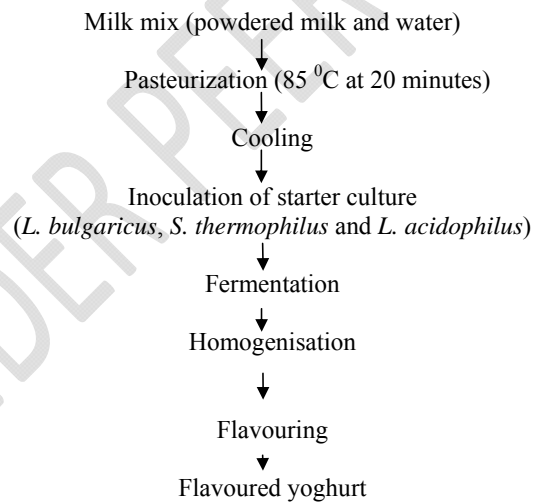 Milk mix (powdered milk and water)
Pasteurization (85 ⁰C at 20 minutes)
Cooling
Inoculation of starter culture
(L. bulgaricus, S. thermophilus and L. acidophilus)
Fermentation
Homogenisation
Flavouring
Flavoured yoghurt